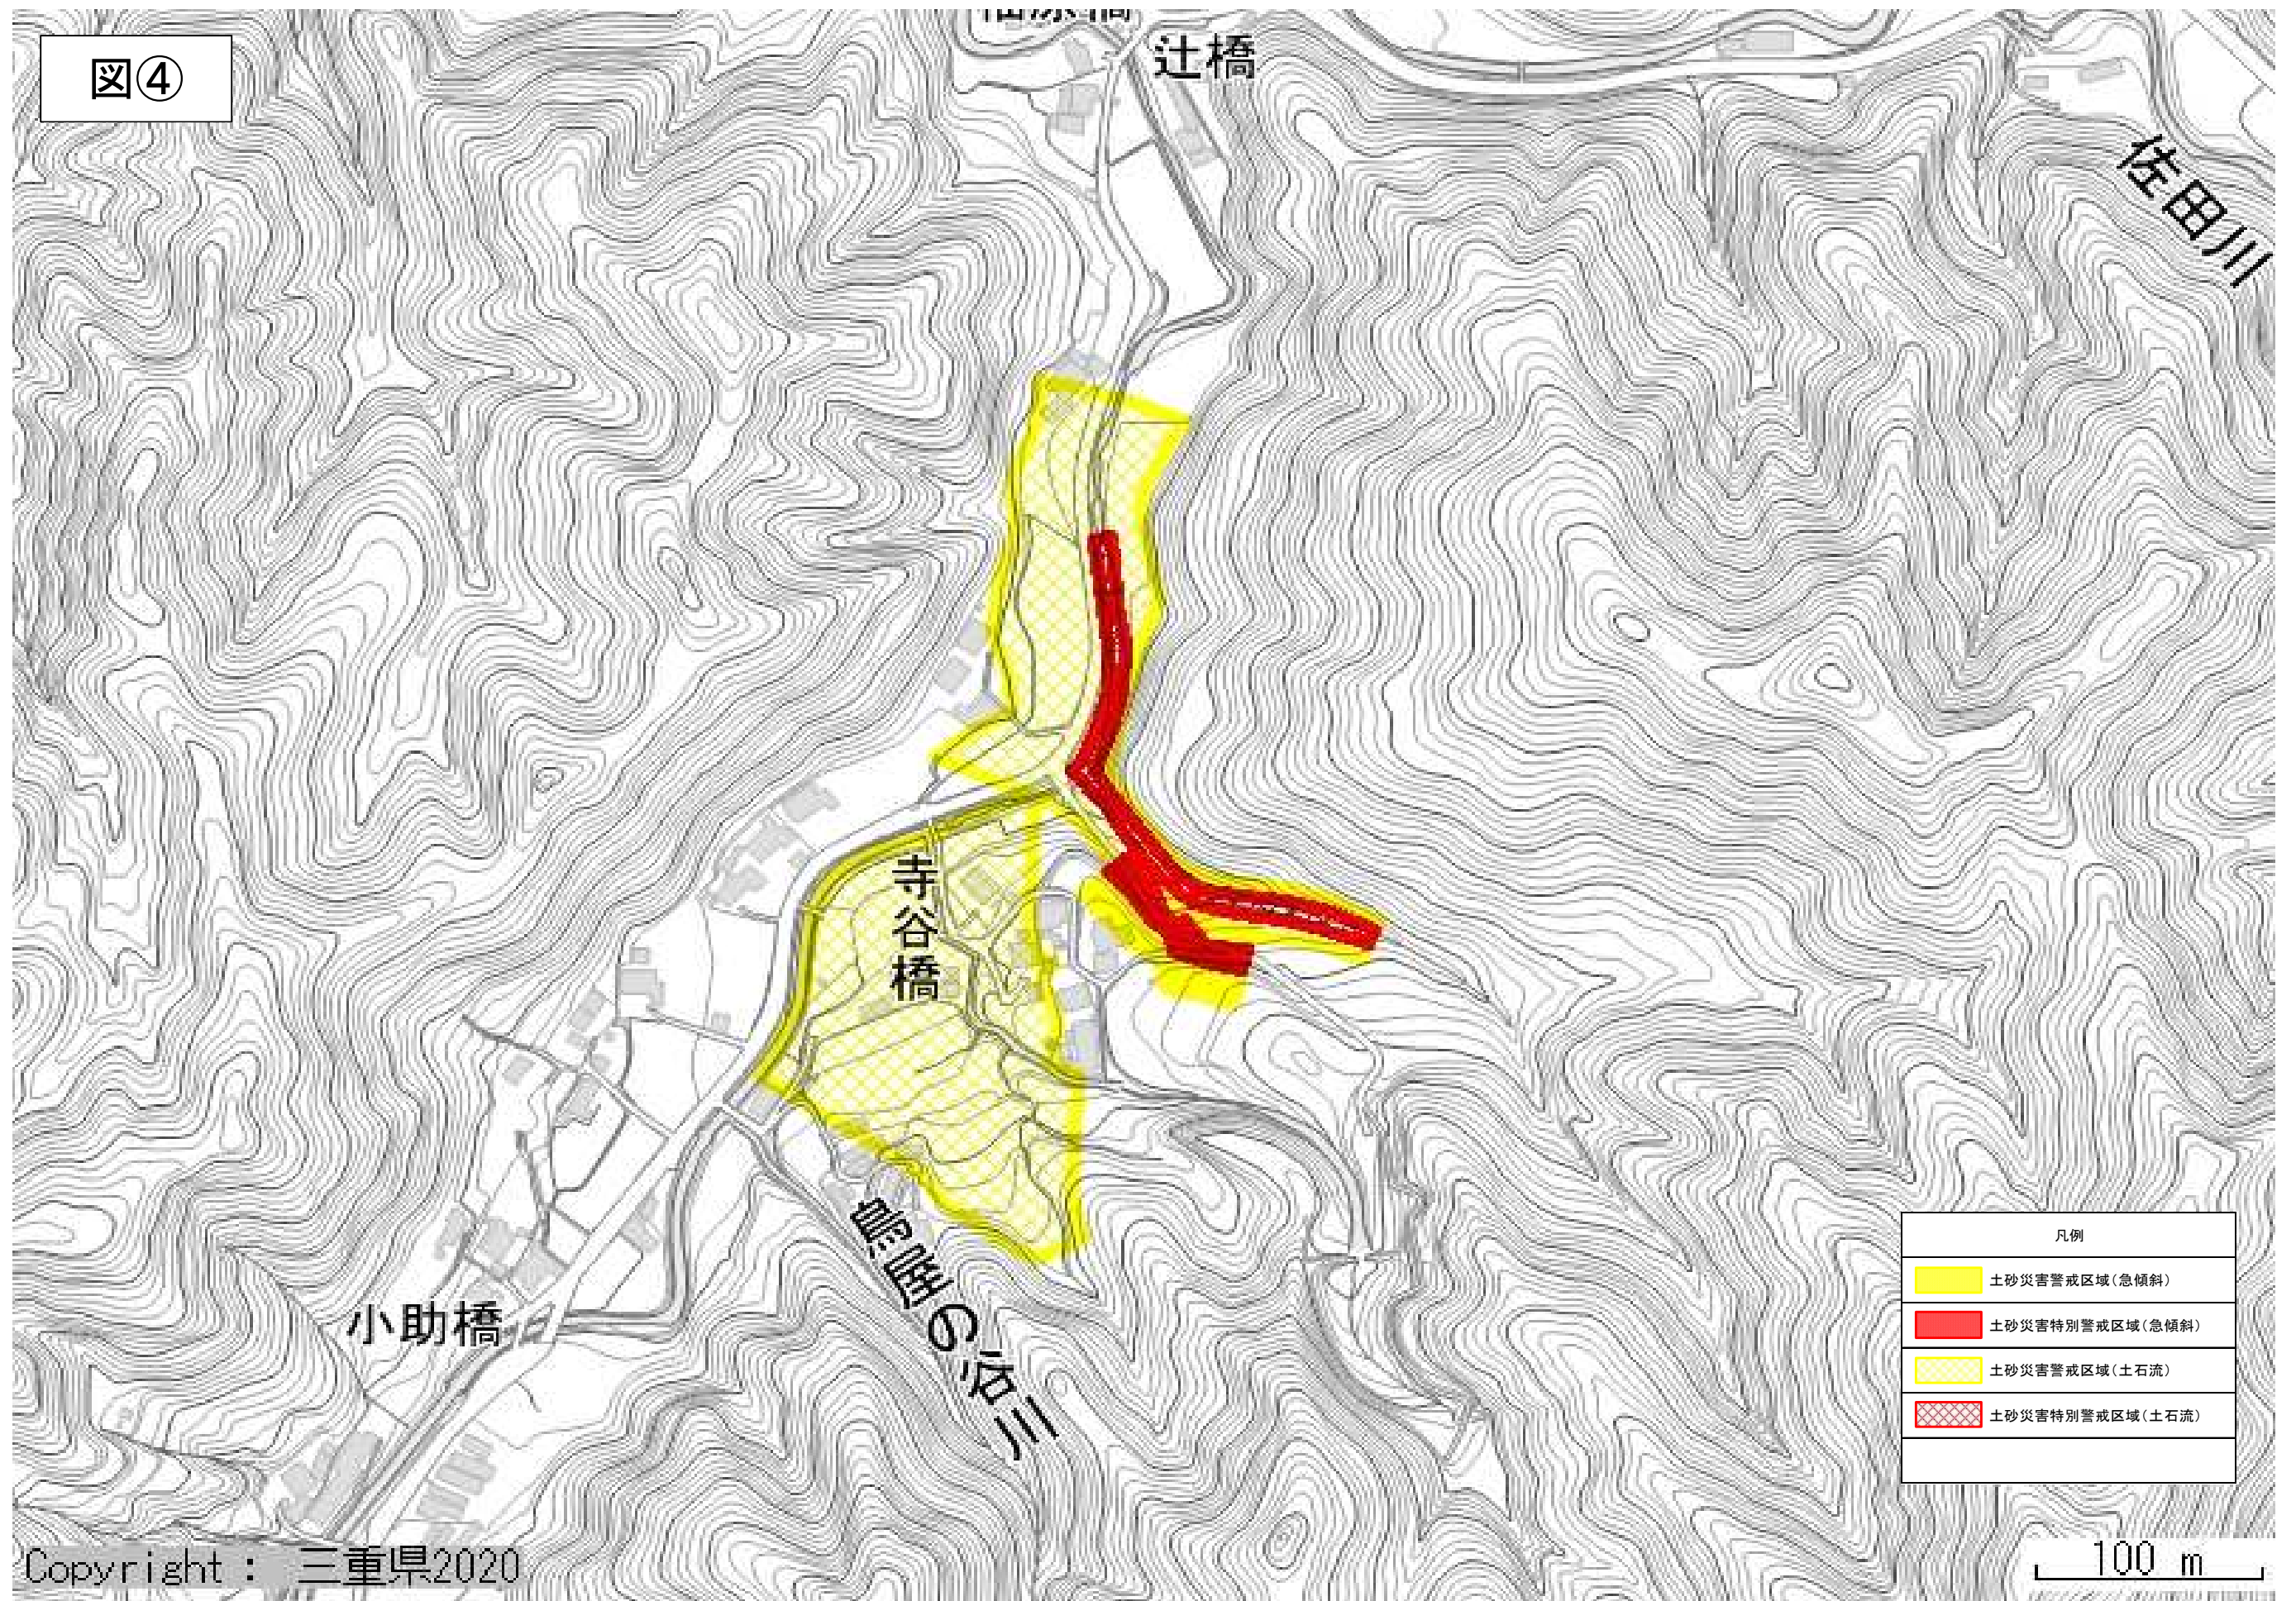 図④
辻橋
佐田川
寺谷橋
鳥屋の谷川
小助橋
凡例
土砂災害警戒区域(急傾斜)
土砂災害特別警戒区域(急傾斜)
土砂災害警戒区域(土石流)
土砂災害特別警戒区域(土石流)
Copyright : 三重県2020
100 m